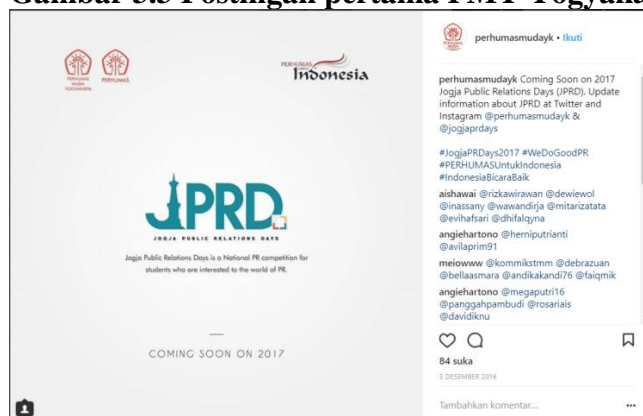 Gambar 3.3 Postingan pertama PMY Yogyaka
PERHUMAS
MUDA
YOGYAKARTA
PERHUMAS
PERHUMAS
Indonesia
JPRD
JOGJA PUBLIC RELATIONS DAYS
Jogja Public Relations Days is a National PR competition for
students who are interested to the world of PR.
COMING SOON ON 2017
perhumasmudayk • Ikuti
perhumasmudayk Coming Soon on 2017
Jogja Public Relations Days (JPRD). Update
information about JPRD at Twitter and
Instagram @perhumasmudayk &
@jogjaprdays
#JogjaPRDays2017 #WeDoGoodPR
#PERHUMASUntukIndonesia
#IndonesiaBicaraBaik
aishawai @rizkawirawan @dewiewol
@inassany @wawandirja @mitarizatata
@evihafsari @dhifalqyna
angiehartono @herniputrianti
@avilaprim91
meiowww @kommikstmm @debrazuan
@bellaasmara @andikakandi76 @faiqmik
angiehartono @megaputri16
@panggahpambudi @rosariais
@davidiknu
84 suka
3 DESEMBER 2016
Tambahkan komentar...